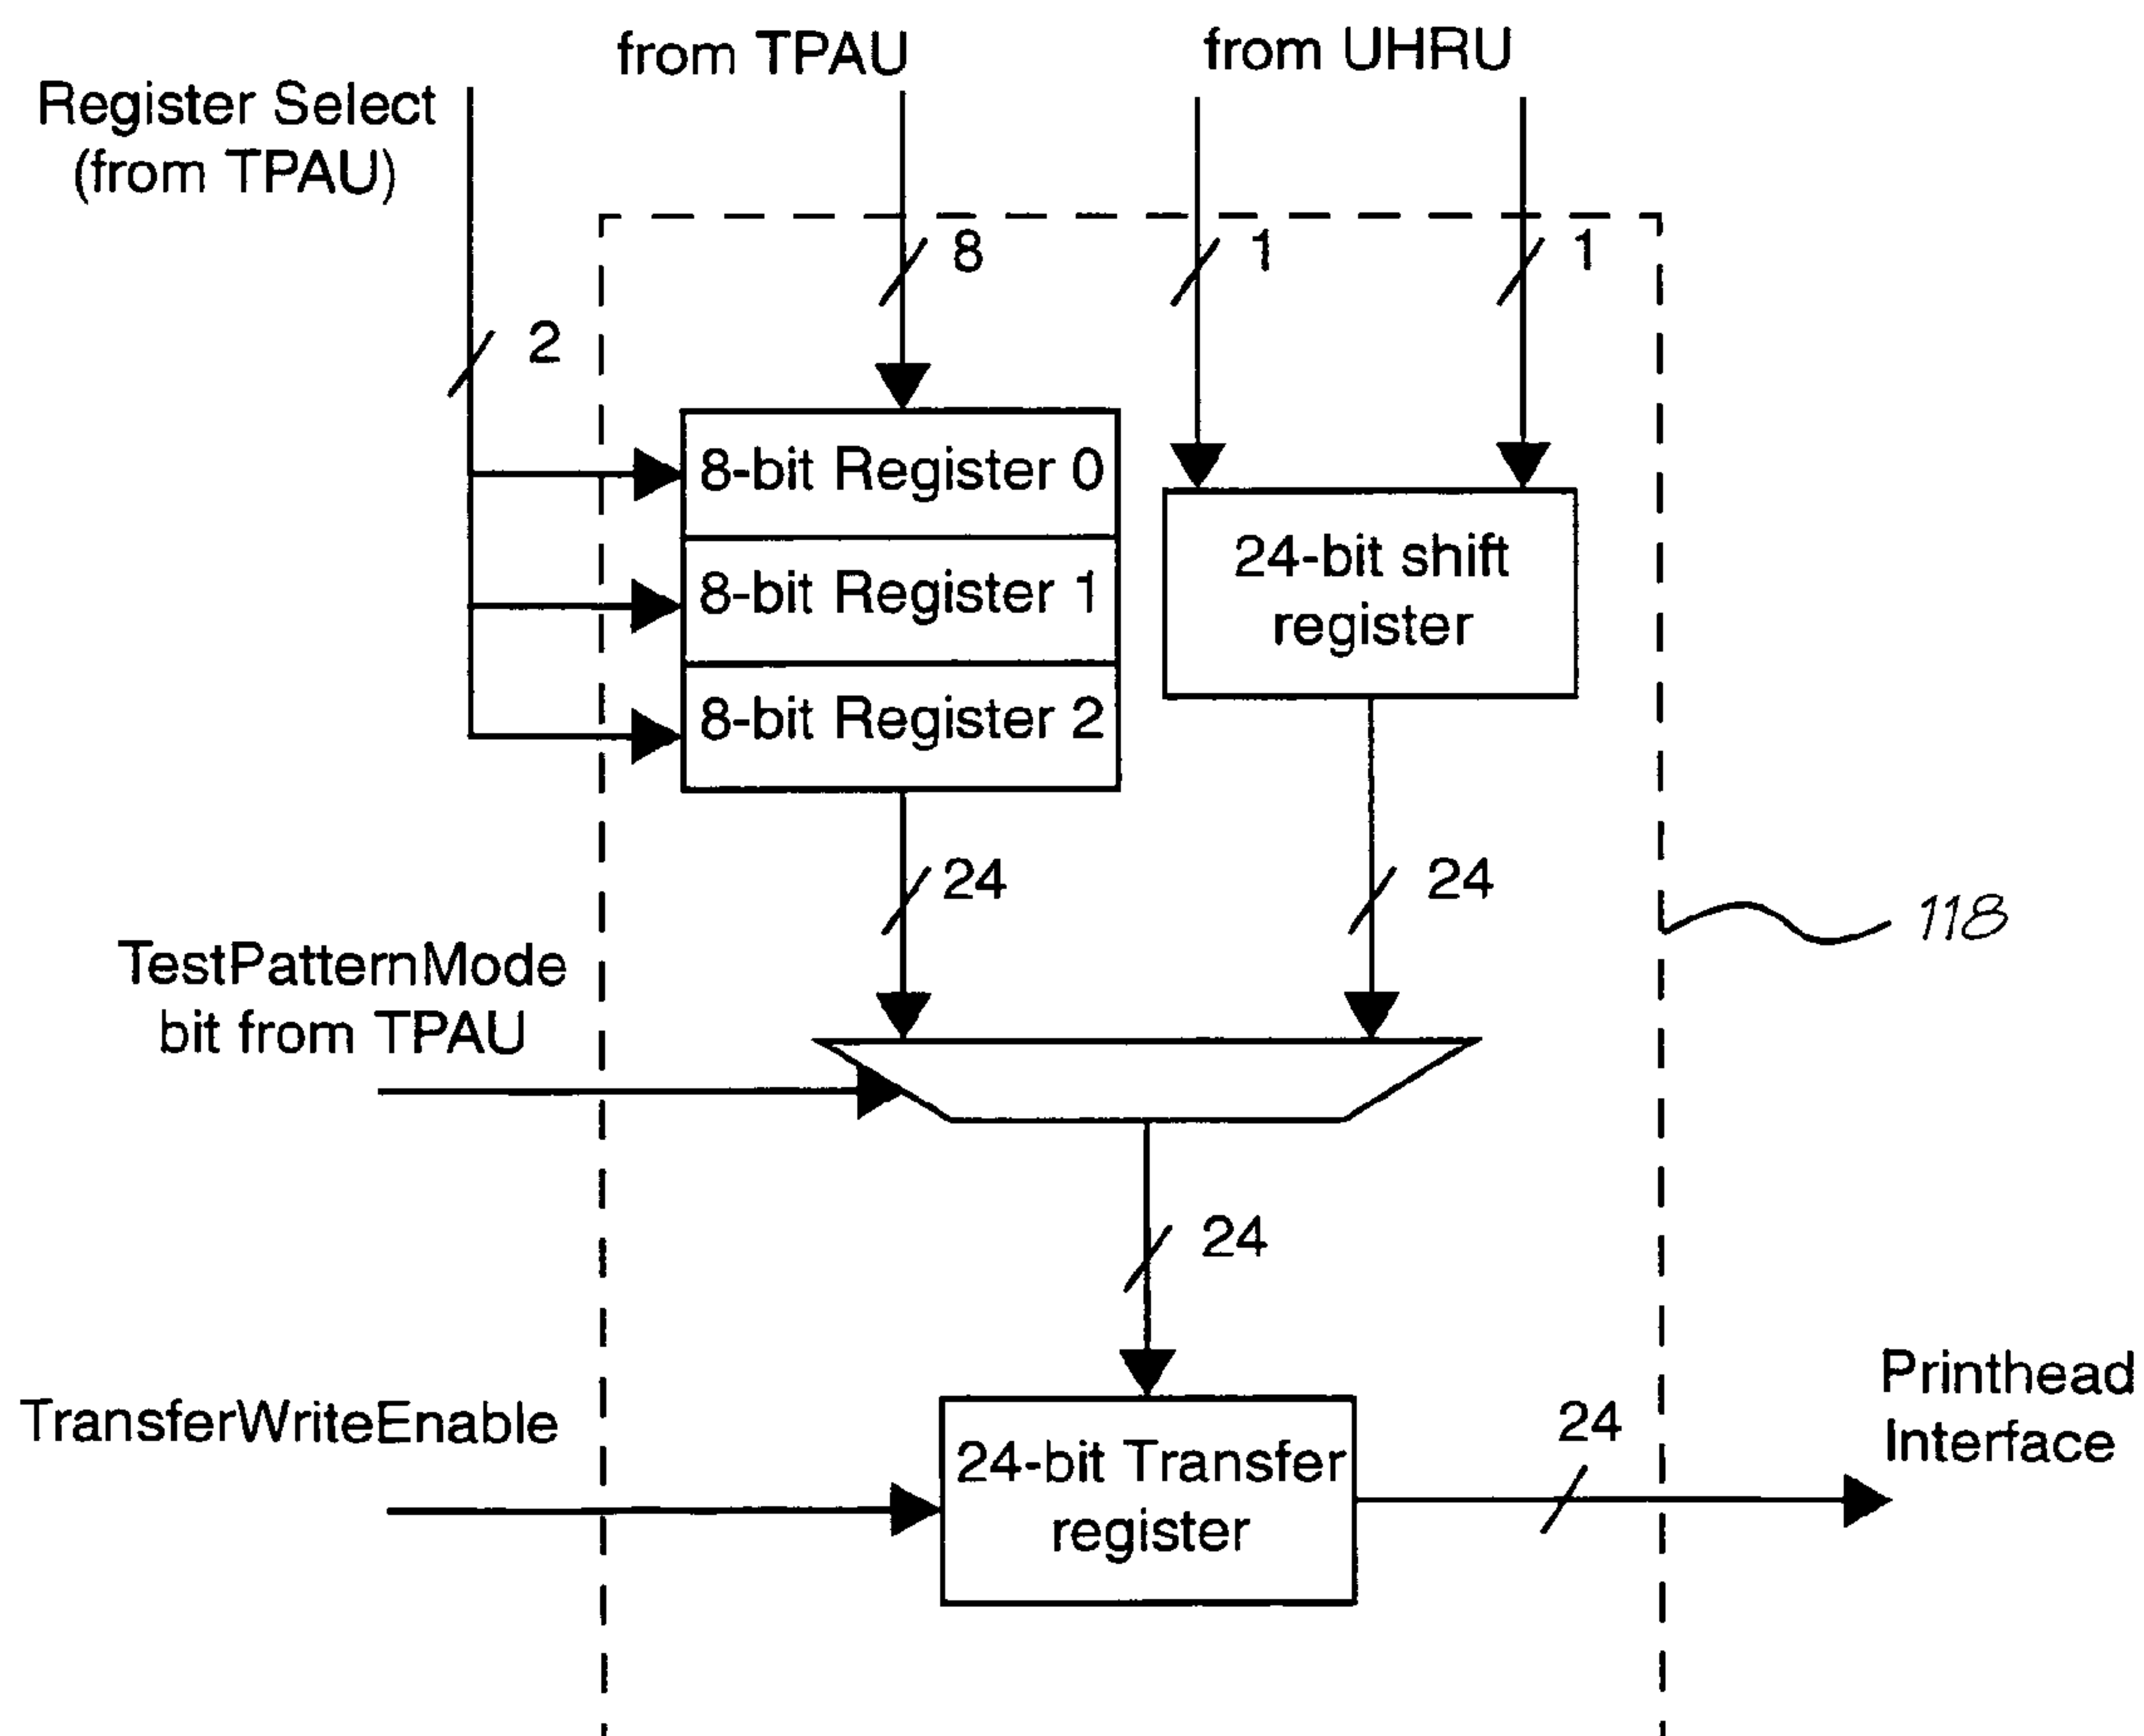 from TPAU
from UHRU
Register Select
(from TPAU)
8
1
1
2
8-bit Register 0
8-bit Register 1
8-bit Register 2
24-bit shift
register
24
24
118
TestPatternMode
bit from TPAU
24
TransferWriteEnable
24-bit Transfer
register
24
Printhead
Interface